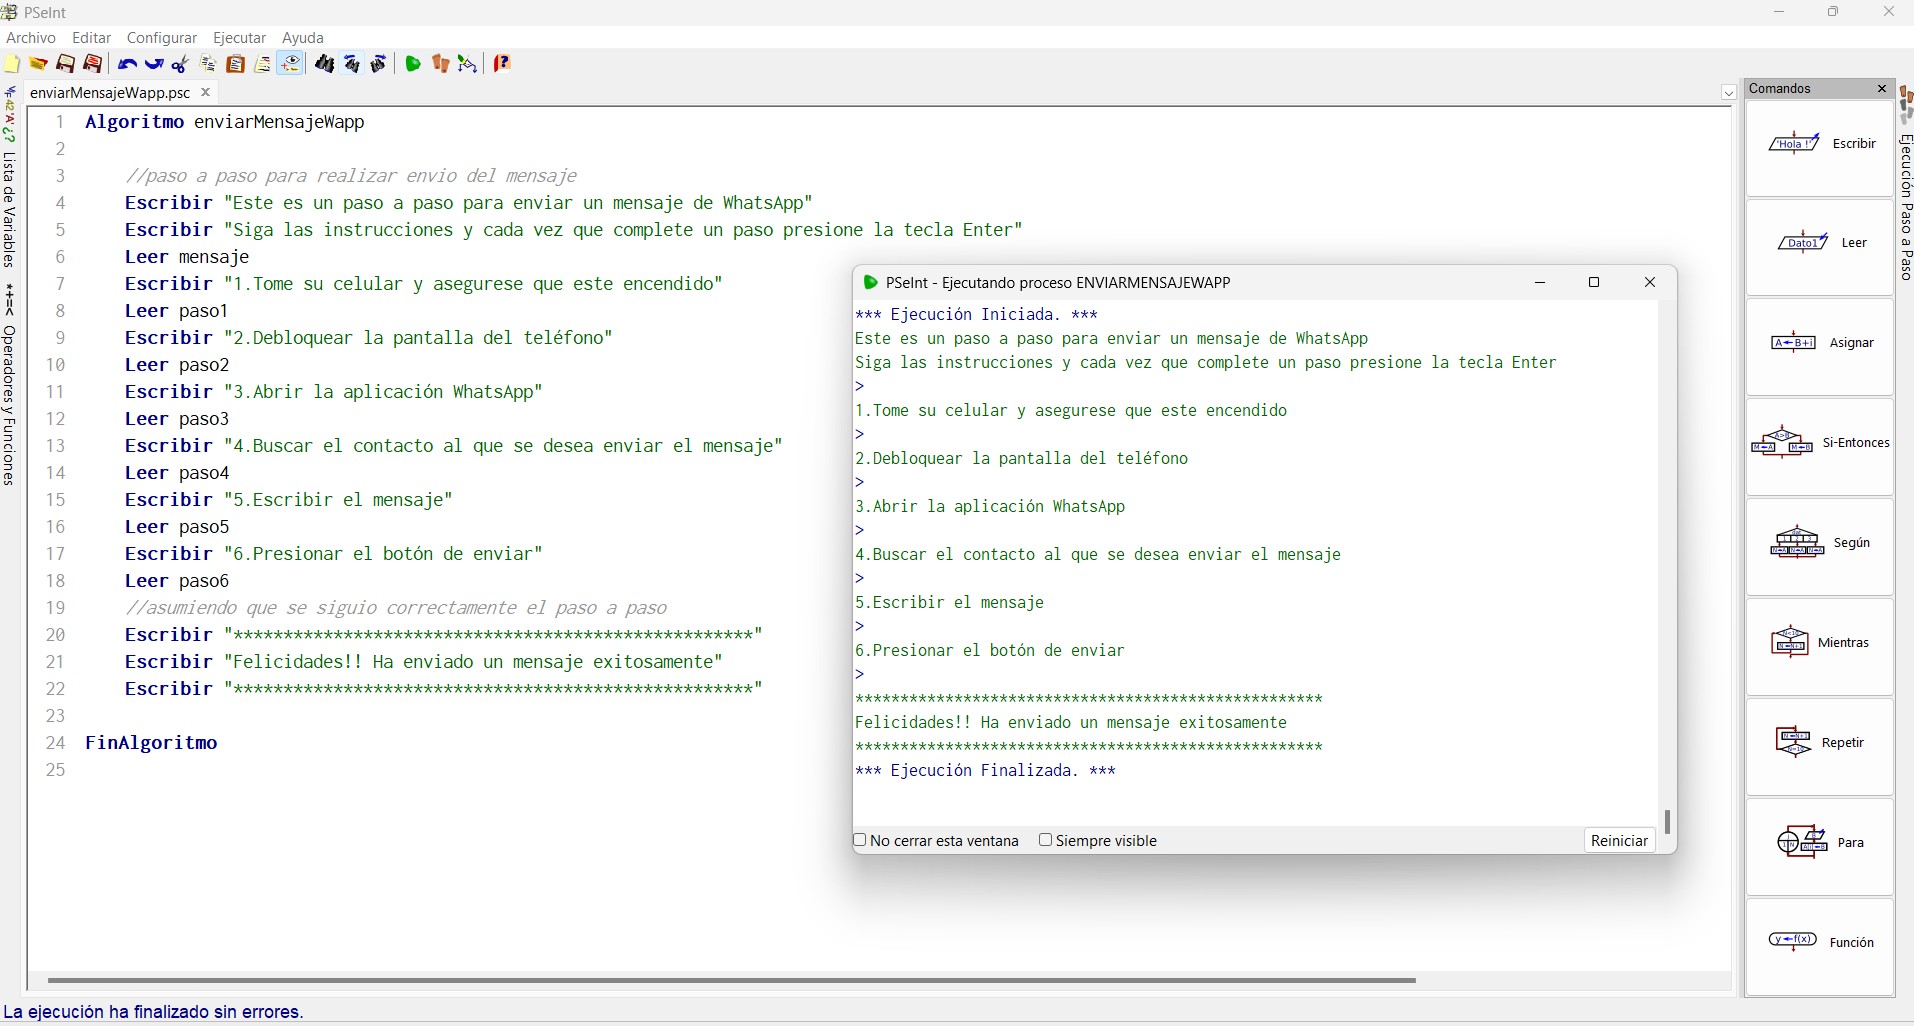 PSeInt
Archivo Editar Configurar Ejecutar Ayuda
enviarMensajeWapp.psc
1 Algoritmo enviarMensajeWapp
2
3 //paso a paso para realizar envio del mensaje
4 Escribir "Este es un paso a paso para enviar un mensaje de WhatsApp"
5 Escribir "Siga las instrucciones y cada vez que complete un paso presione la tecla Enter"
6 Leer mensaje
7 Escribir "1.Tome su celular y asegurese que este encendido"
8 Leer paso1
9 Escribir "2.Debloquear la pantalla del teléfono"
10 Leer paso2
11 Escribir "3.Abrir la aplicación WhatsApp"
12 Leer paso3
13 Escribir "4.Buscar el contacto al que se desea enviar el mensaje"
14 Leer paso4
15 Escribir "5.Escribir el mensaje"
16 Leer paso5
17 Escribir "6.Presionar el botón de enviar"
18 Leer paso6
19 //asumiendo que se siguio correctamente el paso a paso
20 Escribir "****************************************************"
21 Escribir "Felicidades!! Ha enviado un mensaje exitosamente"
22 Escribir "****************************************************"
23
24 FinAlgoritmo
25
Lista de Variables
*+=< Operadores y Funciones
PSeInt - Ejecutando proceso ENVIARMENSAJEWAPP
*** Ejecución Iniciada. ***
Este es un paso a paso para enviar un mensaje de WhatsApp
Siga las instrucciones y cada vez que complete un paso presione la tecla Enter
>
1.Tome su celular y asegurese que este encendido
>
2.Debloquear la pantalla del teléfono
>
3.Abrir la aplicación WhatsApp
>
4.Buscar el contacto al que se desea enviar el mensaje
>
5.Escribir el mensaje
>
6.Presionar el botón de enviar
>
****************************************************
Felicidades!! Ha enviado un mensaje exitosamente
****************************************************
*** Ejecución Finalizada. ***
No cerrar esta ventana Siempre visible Reiniciar
Comandos
'Hola !' Escribir
Dato1 Leer
A←B+i Asignar
Si-Entonces
Según
Mientras
Repetir
Para
y←f(x) Función
Ejecución Paso a Paso
La ejecución ha finalizado sin errores.